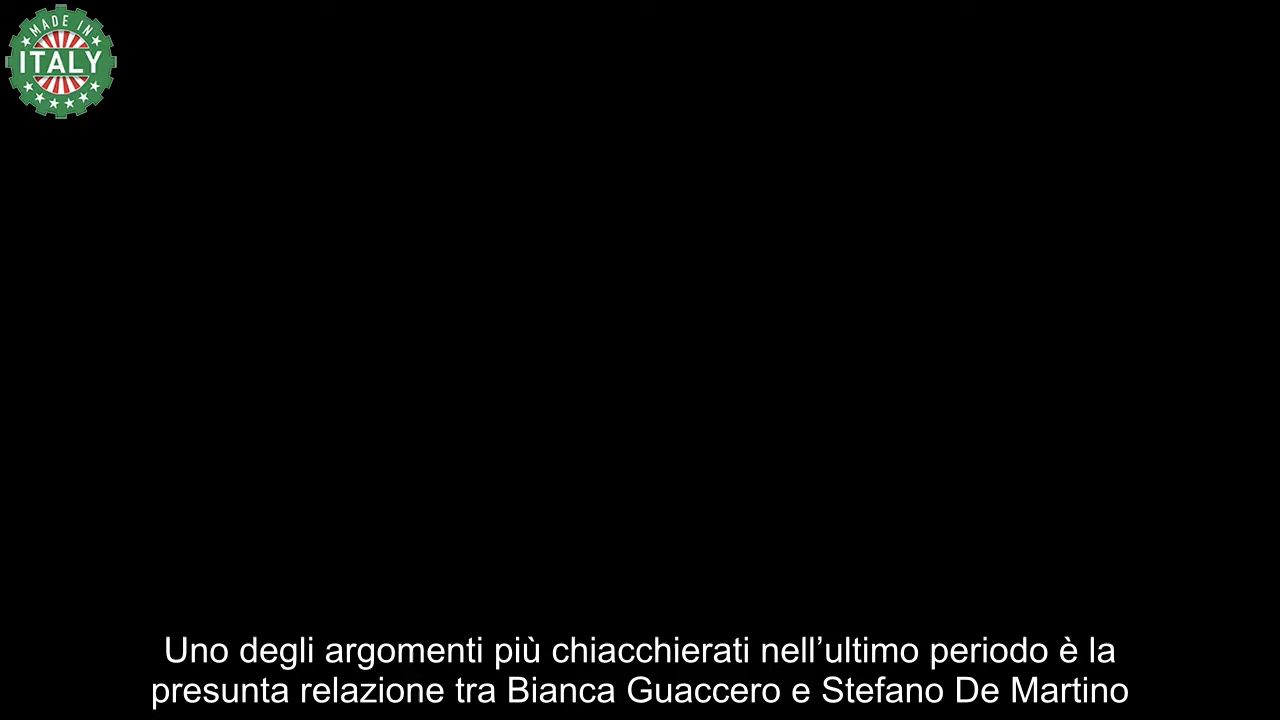 MADE IN
ITALY
Uno degli argomenti più chiacchierati nell’ultimo periodo è la
presunta relazione tra Bianca Guaccero e Stefano De Martino